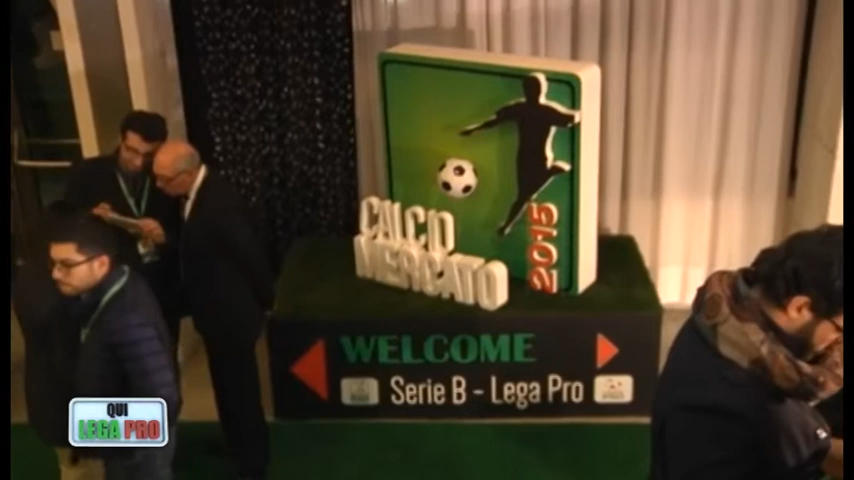 CALCIO
MERCATO
2015
WELCOME
Serie B - Lega Pro
QUI
LEGA PRO